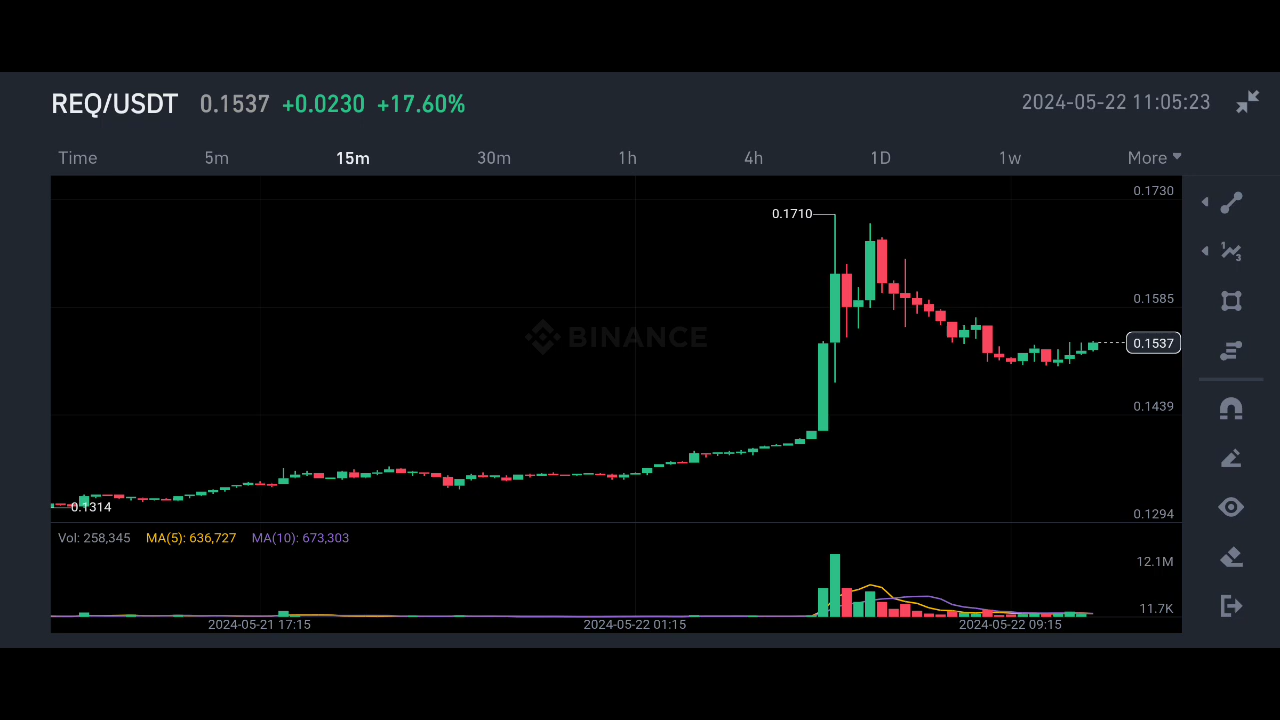 REQ/USDT 0.1537 +0.0230 +17.60% 2024-05-22 11:05:23
Time 5m 15m 30m 1h 4h 1D 1w More
0.1730
0.1710
0.1585
BINANCE
0.1537
0.1439
0.1314
0.1294
Vol: 258,345 MA(5): 636,727 MA(10): 673,303
12.1M
11.7K
2024-05-21 17:15 2024-05-22 01:15 2024-05-22 09:15